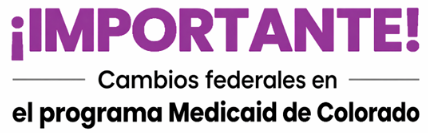 ¡IMPORTANTE!
Cambios federales en
el programa Medicaid de Colorado